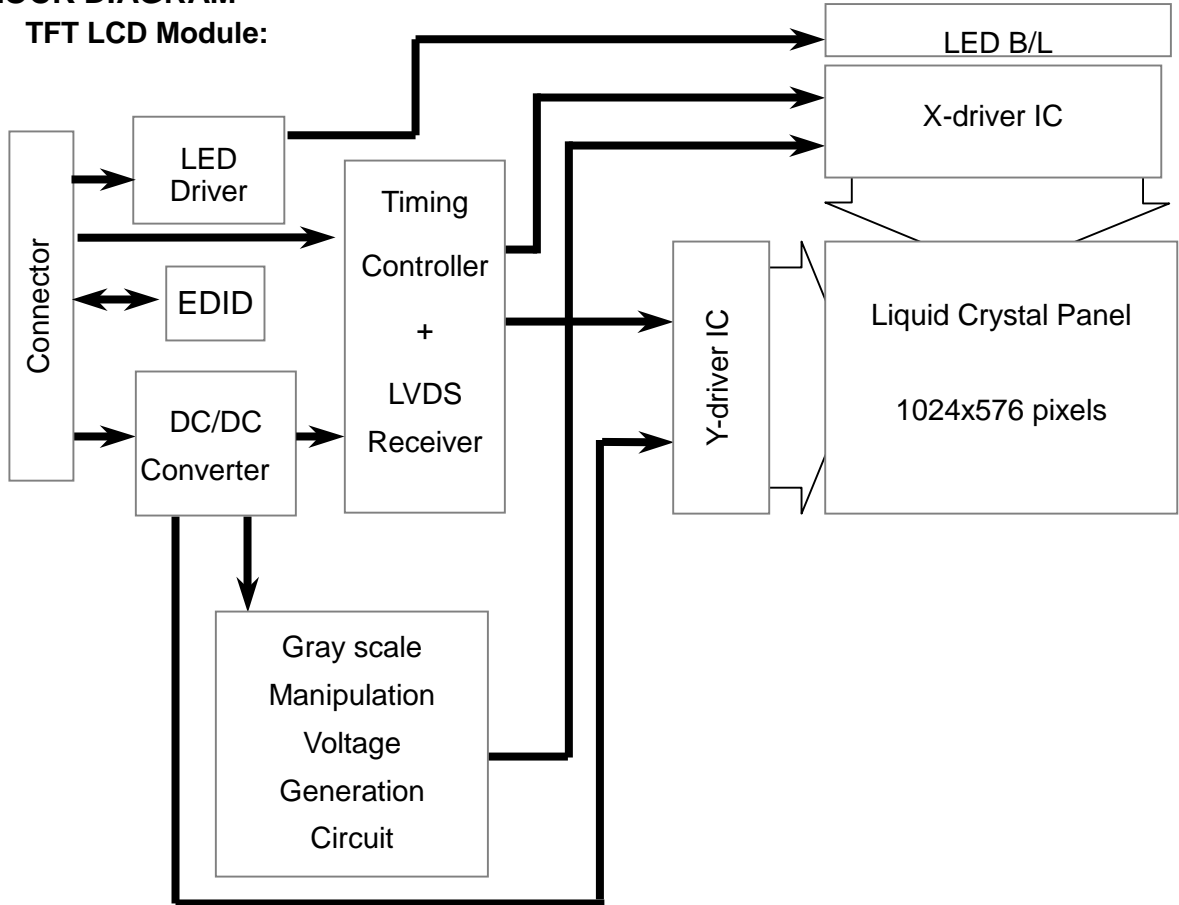 TFT LCD Module:
LED B/L
X-driver IC
LED
Driver
Timing
Controller
+
LVDS
Receiver
Connector
EDID
DC/DC
Converter
Y-driver IC
Liquid Crystal Panel
1024x576 pixels
Gray scale
Manipulation
Voltage
Generation
Circuit